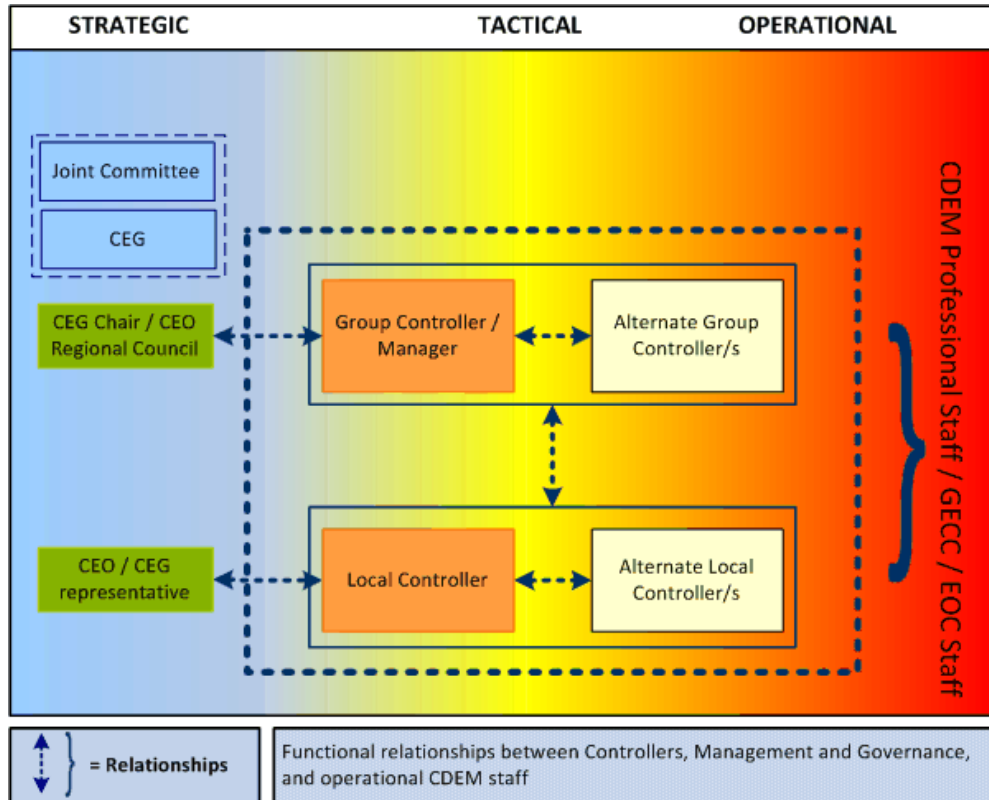 STRATEGIC
TACTICAL
OPERATIONAL
Joint Committee
CEG
CEG Chair / CEO
Regional Council
Group Controller /
Manager
Alternate Group
Controller/s
CEO / CEG
representative
Local Controller
Alternate Local
Controller/s
CDEM Professional Staff / GECC / EOC Staff
= Relationships
Functional relationships between Controllers, Management and Governance,
and operational CDEM staff